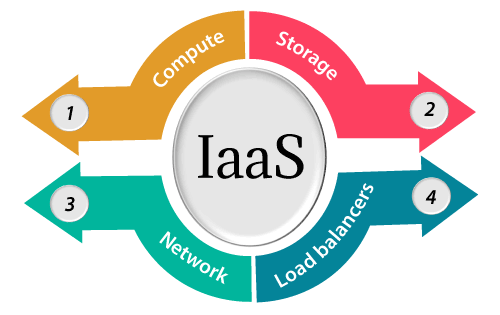 Compute
Storage
1
2
IaaS
3
4
Network
Load balancers